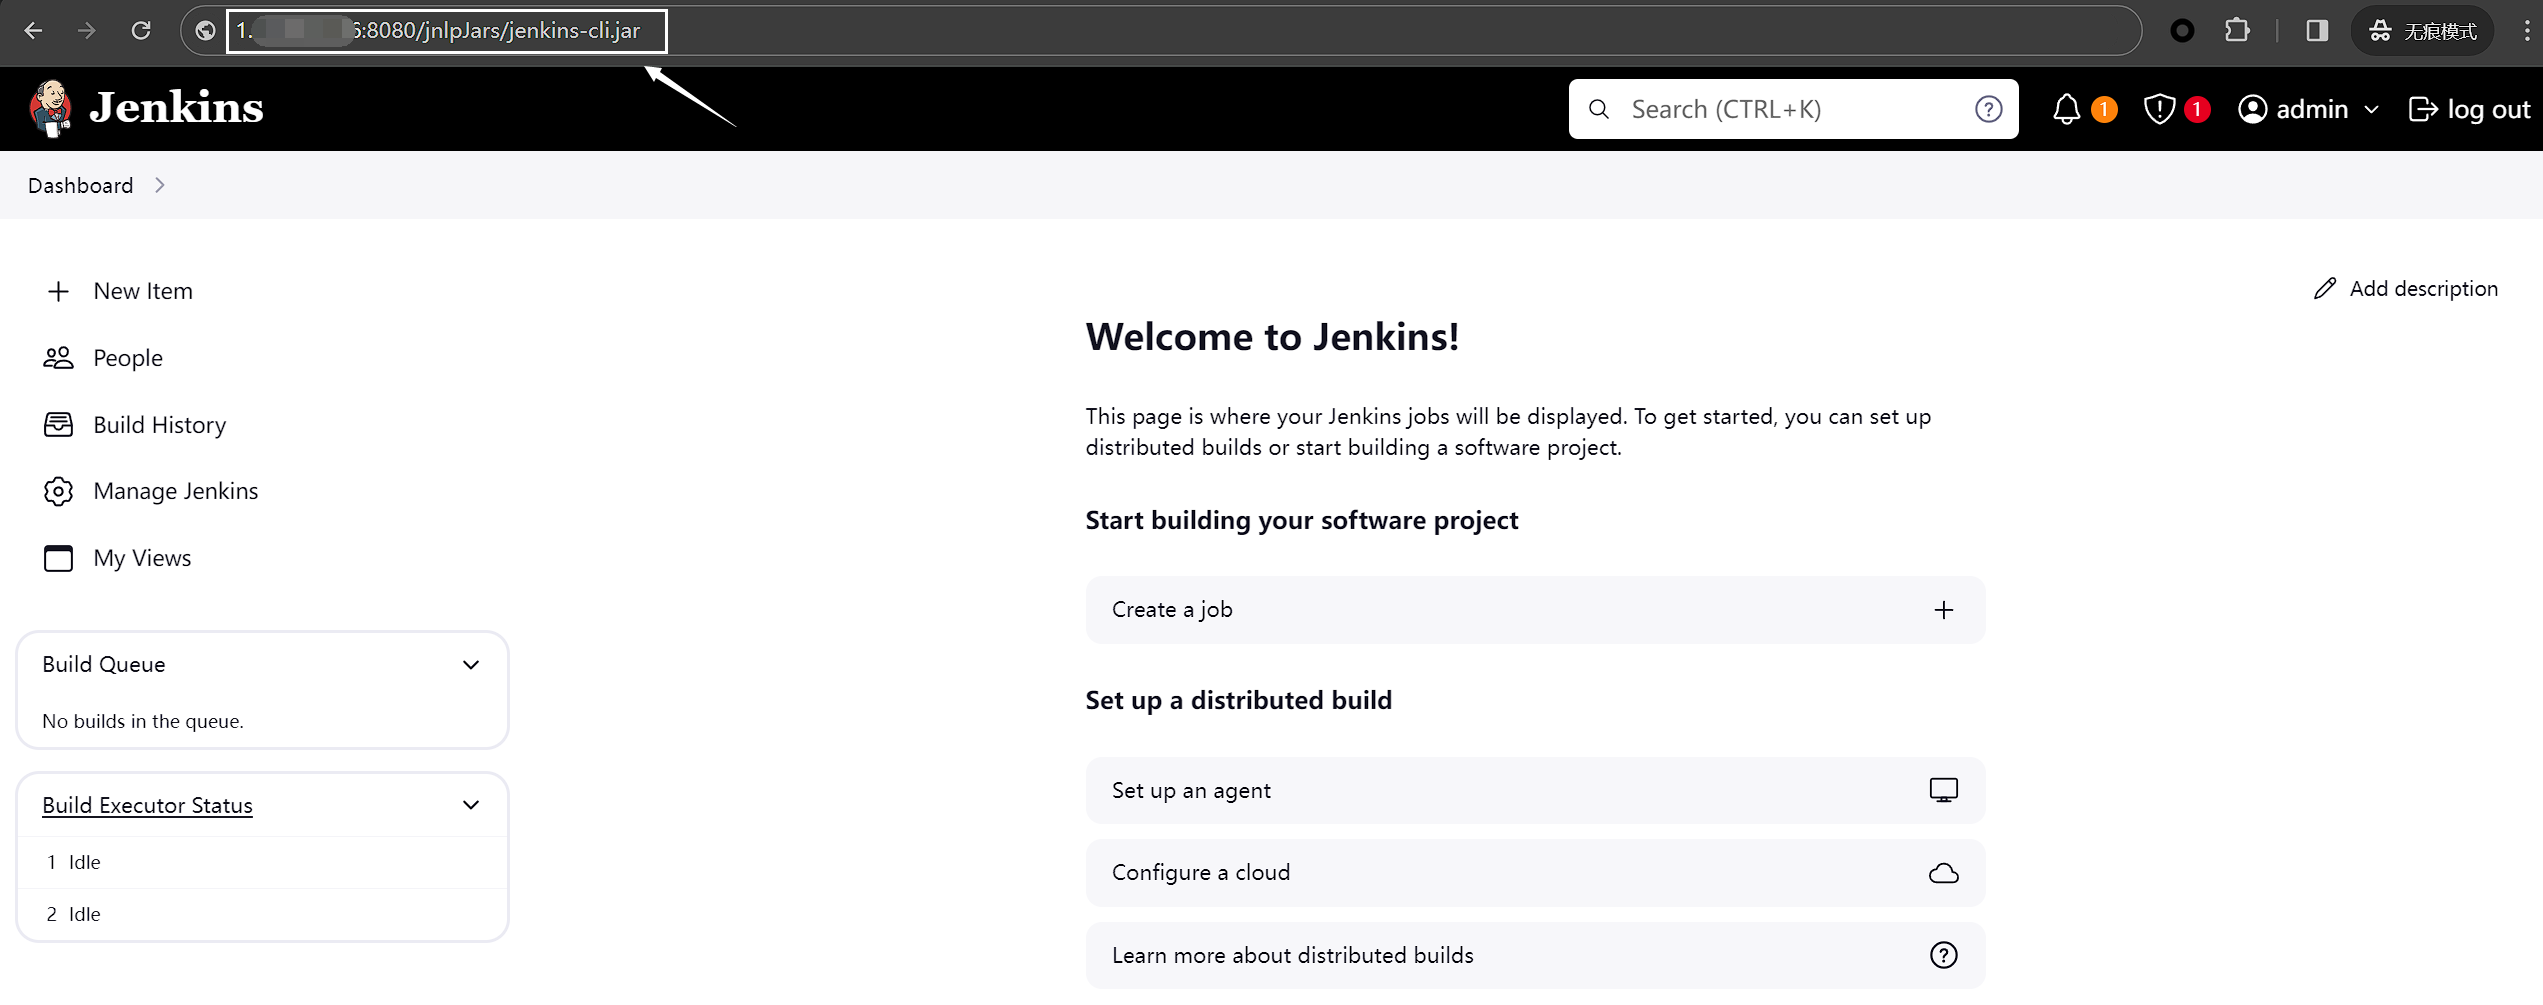 1. 6:8080/jnlpJars/jenkins-cli.jar
无痕模式
Jenkins
Search (CTRL+K)
1
1
admin
log out
Dashboard
New Item
People
Build History
Manage Jenkins
My Views
Build Queue
No builds in the queue.
Build Executor Status
1 Idle
2 Idle
Add description
Welcome to Jenkins!
This page is where your Jenkins jobs will be displayed. To get started, you can set up
distributed builds or start building a software project.
Start building your software project
Create a job
Set up a distributed build
Set up an agent
Configure a cloud
Learn more about distributed builds